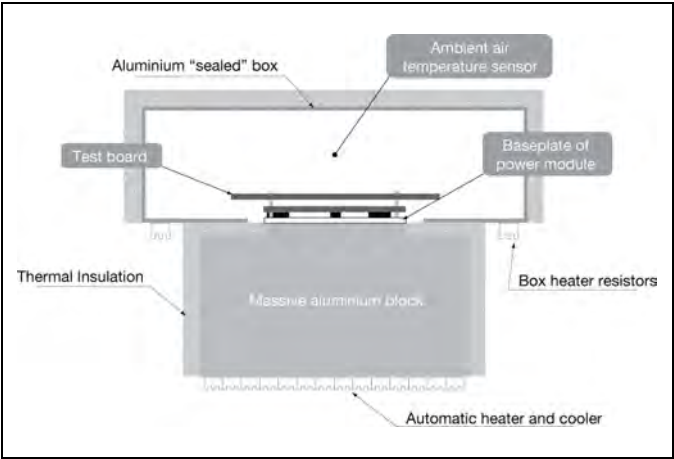 Ambient air
temperature sensor
Aluminium “sealed” box
Test board
Baseplate of
power module
Thermal Insulation
Box heater resistors
Massive aluminium block
Automatic heater and cooler